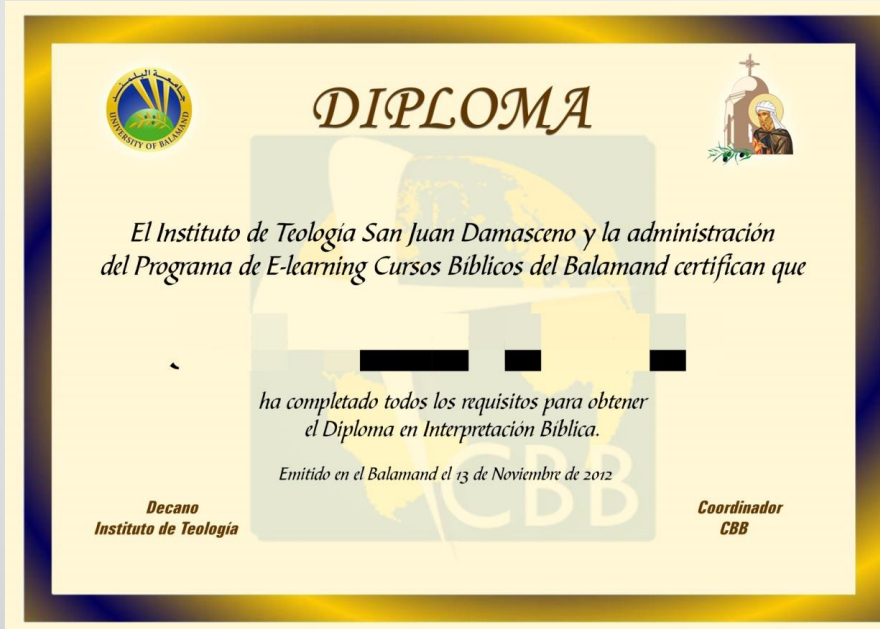 DIPLOMA
جامعة البلمند
UNIVERSITY OF BALAMAND
El Instituto de Teología San Juan Damasceno y la administración
del Programa de E-learning Cursos Bíblicos del Balamand certifican que
ha completado todos los requisitos para obtener
el Diploma en Interpretación Bíblica.
Emitido en el Balamand el 13 de Noviembre de 2012
CBB
Decano
Instituto de Teología
Coordinador
CBB